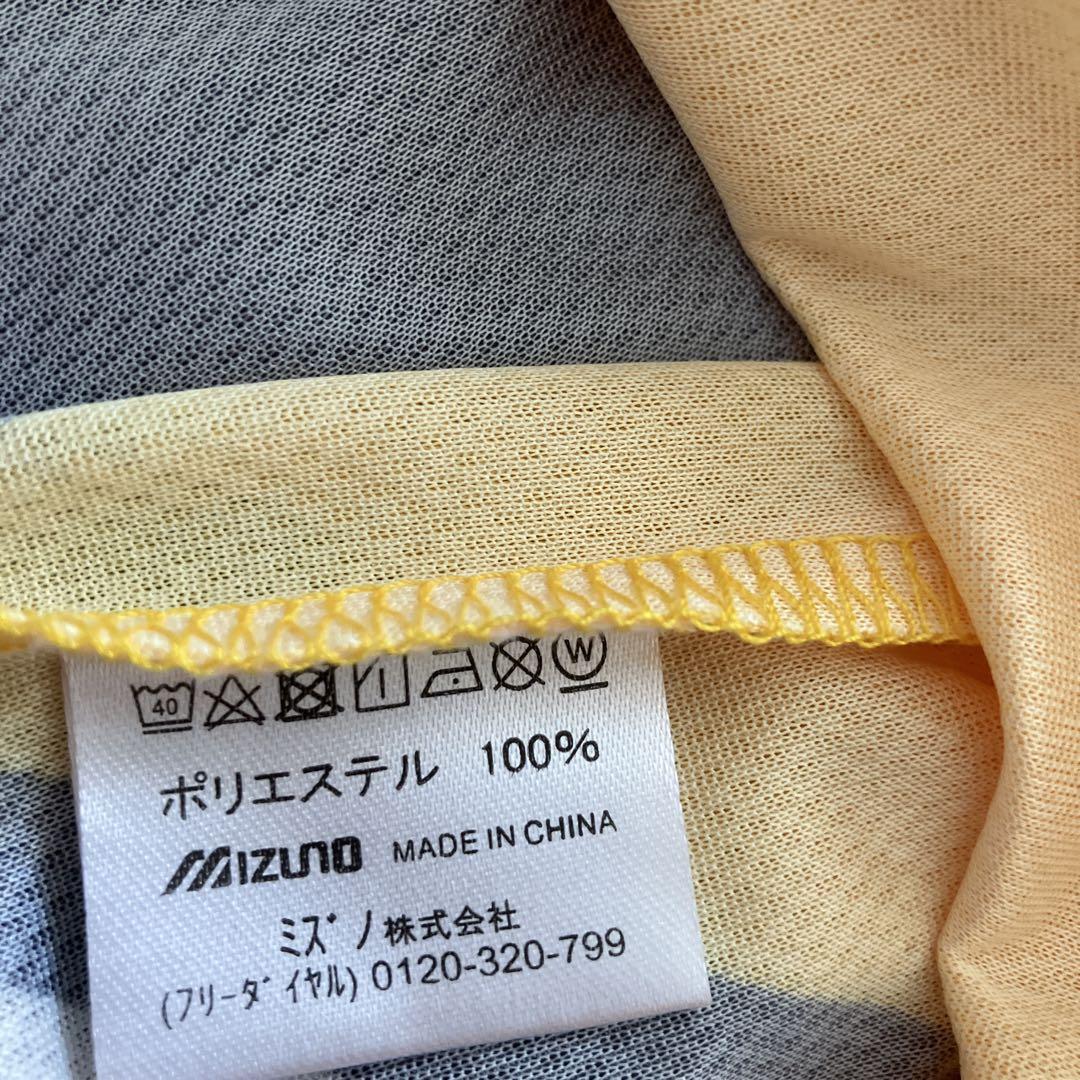 40 W
ポリエステル 100%
MIZUNO MADE IN CHINA
ミズノ株式会社
(フリーダイヤル) 0120-320-799